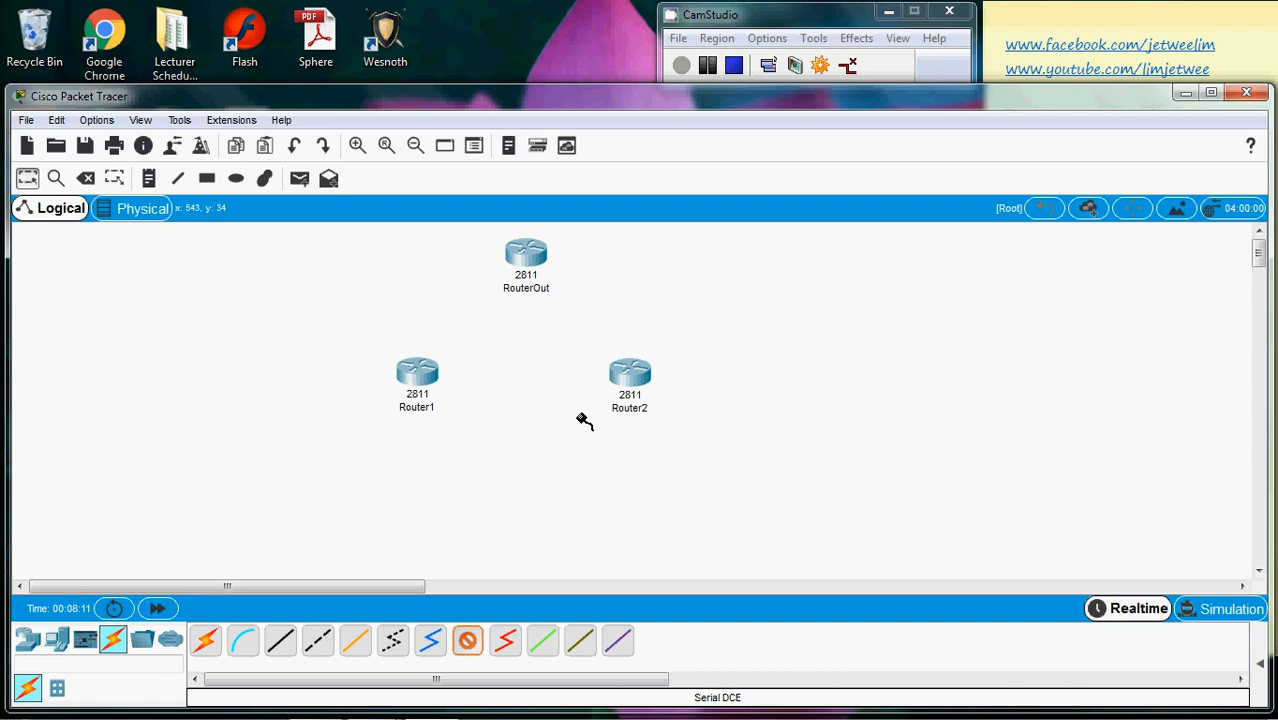 Recycle Bin
Google
Chrome
Lecturer
Schedu...
Flash
PDF
Sphere
Wesnoth
CamStudio
File Region Options Tools Effects View Help
www.facebook.com/jetweelim
www.youtube.com/limjetwee
Cisco Packet Tracer
File Edit Options View Tools Extensions Help
?
Logical
Physical
x: 543, y: 34
[Root]
04:00:00
2811
RouterOut
2811
Router1
2811
Router2
Time: 00:08:11
Realtime
Simulation
Serial DCE